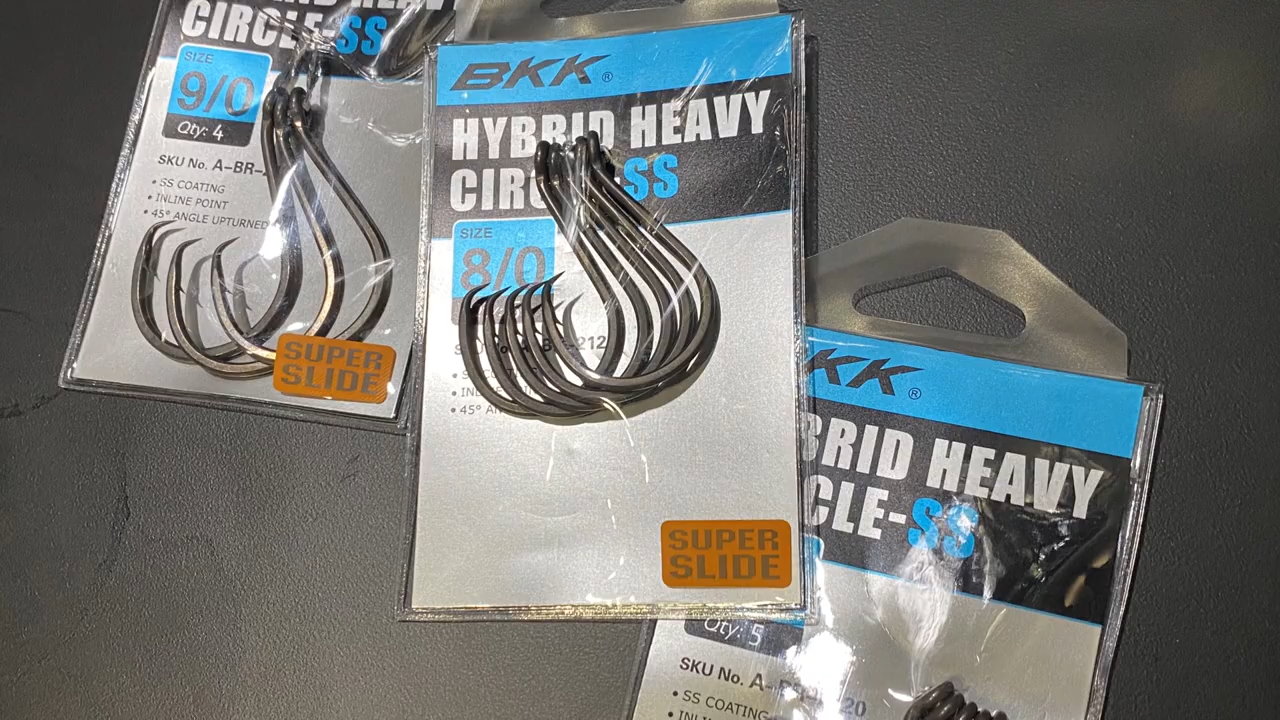 CIRCLE-SS
SIZE
9/0
Qty: 4
SKU No. A-BR-
• SS COATING
• INLINE POINT
• 45° ANGLE UPTURNED
SUPER
SLIDE
BKK®
HYBRID HEAVY
SS
SIZE
8/0
212
• 45°
SUPER
SLIDE
KK®
BRID HEAVY
CLE-SS
Qty: 5
SKU No. A-
• SS COATING